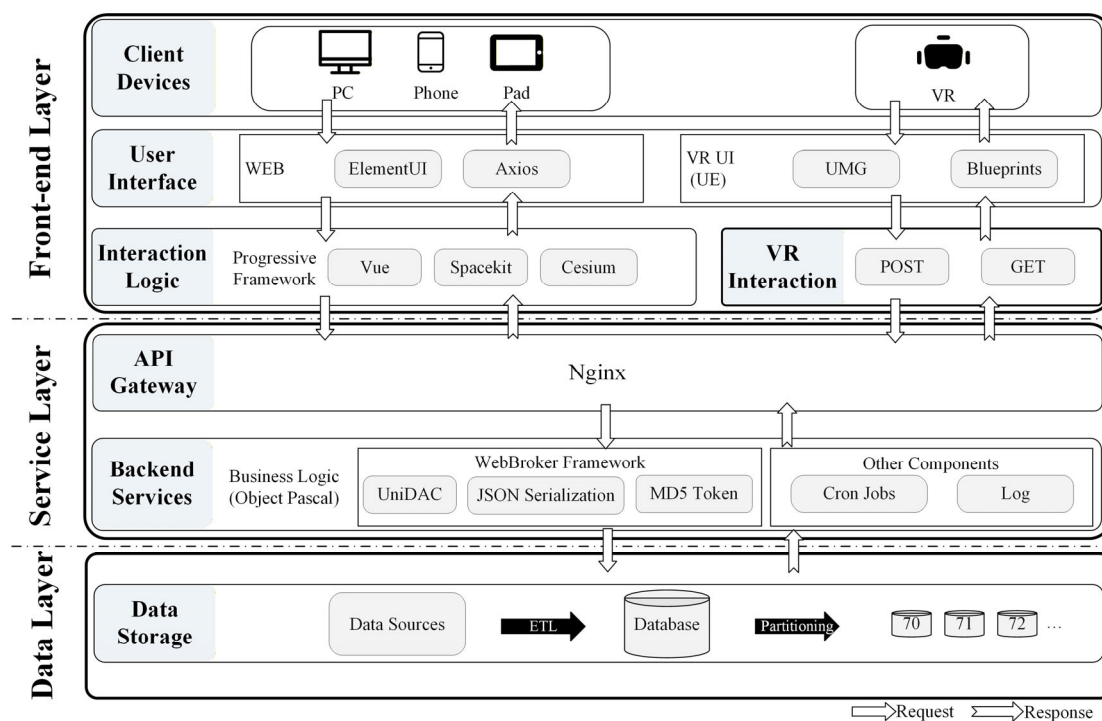 Front-end Layer
Client
Devices
PC
Phone
Pad
VR
User
Interface
WEB
ElementUI
Axios
VR UI
(UE)
UMG
Blueprints
Interaction
Logic
Progressive
Framework
Vue
Spacekit
Cesium
VR
Interaction
POST
GET
Service Layer
API
Gateway
Nginx
Backend
Services
Business Logic
(Object Pascal)
WebBroker Framework
UniDAC
JSON Serialization
MD5 Token
Other Components
Cron Jobs
Log
Data Layer
Data
Storage
Data Sources
ETL
Database
Partitioning
70
71
72
...
Request
Response